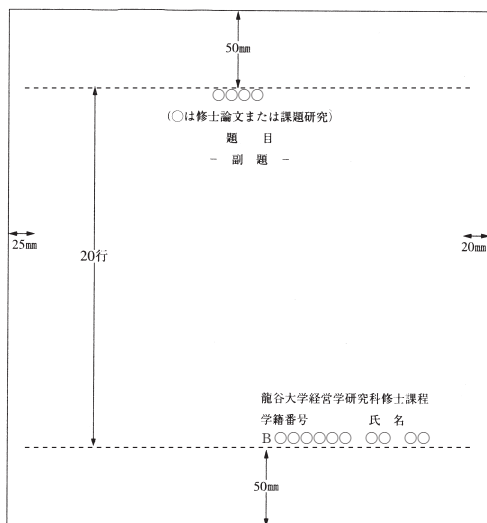 50㎜
○○○○
(○は修士論文または課題研究)
題 目
- 副 題 -
25㎜
20行
20㎜
龍谷大学経営学研究科修士課程
学籍番号 氏 名
B○○○○○○ ○○ ○○
50㎜